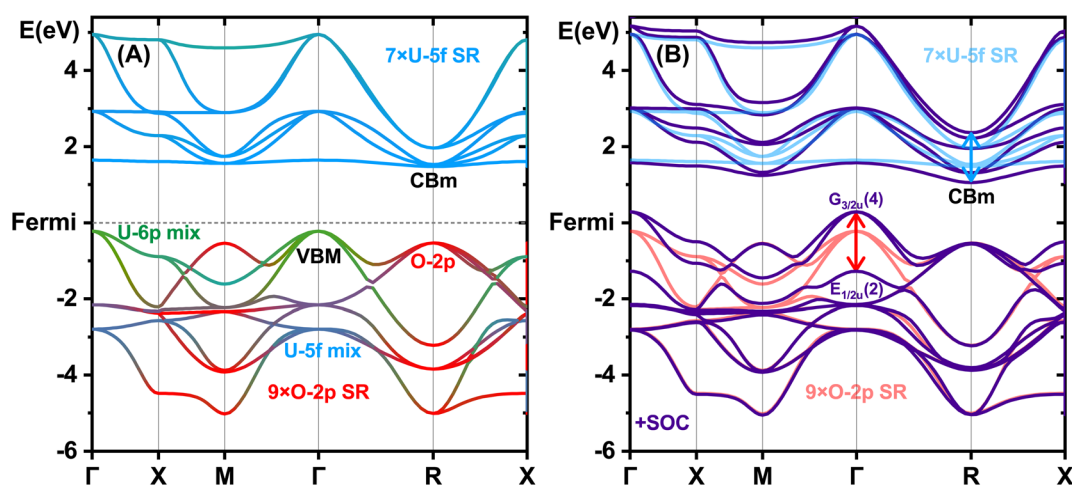 E(eV)
(A)
7×U-5f SR
4
2
CBm
Fermi
U-6p mix
VBM
O-2p
-2
U-5f mix
-4
9×O-2p SR
-6
Γ X M Γ R X
E(eV)
(B)
7×U-5f SR
4
2
CBm
G3/2u(4)
Fermi
-2
E1/2u(2)
-4
9×O-2p SR
+SOC
-6
Γ X M Γ R X